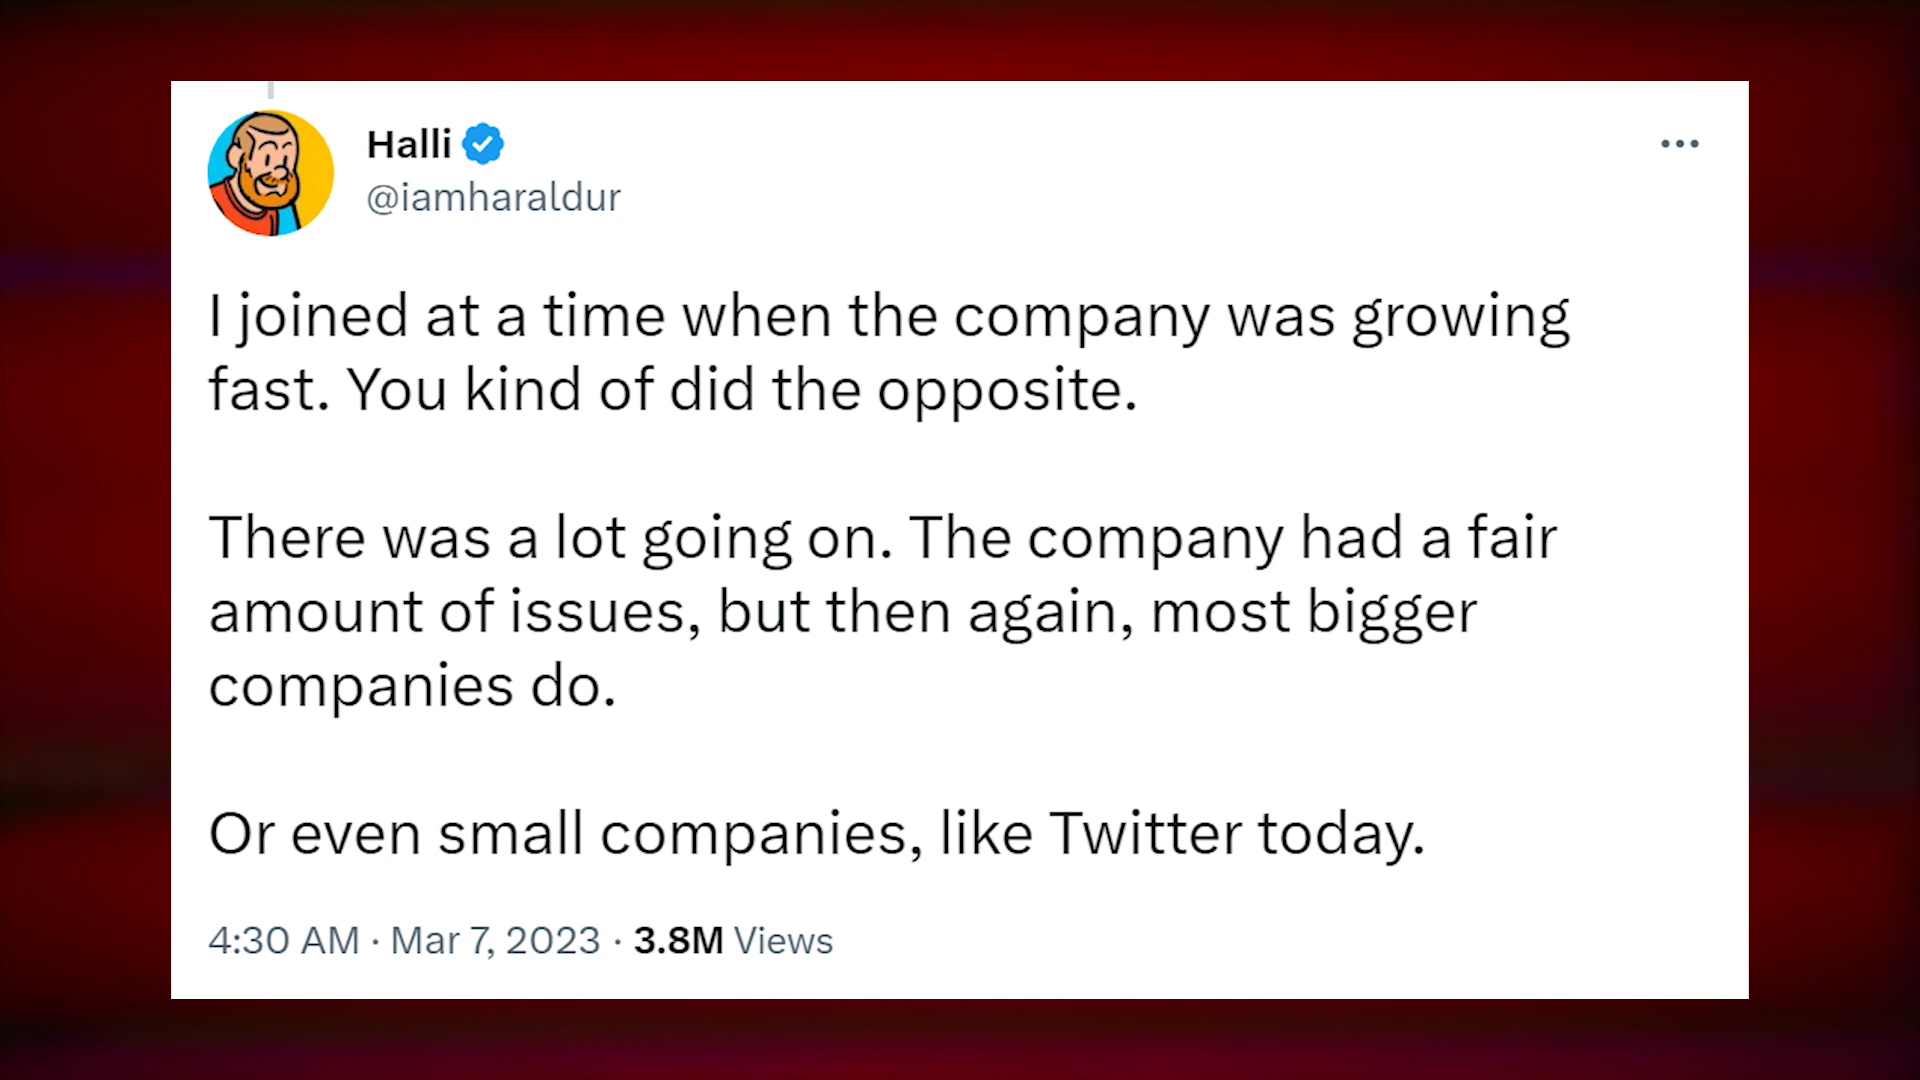 Halli
@iamharaldur
I joined at a time when the company was growing
fast. You kind of did the opposite.
There was a lot going on. The company had a fair
amount of issues, but then again, most bigger
companies do.
Or even small companies, like Twitter today.
4:30 AM · Mar 7, 2023 · 3.8M Views